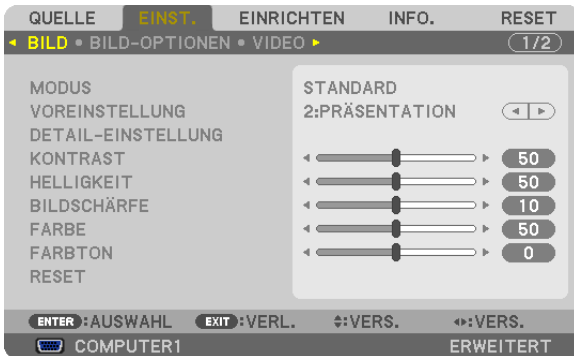 QUELLE EINST. EINRICHTEN INFO. RESET
BILD • BILD-OPTIONEN • VIDEO 1/2
MODUS STANDARD
VOREINSTELLUNG 2:PRÄSENTATION
DETAIL-EINSTELLUNG
KONTRAST 50
HELLIGKEIT 50
BILDSCHÄRFE 10
FARBE 50
FARBTON 0
RESET
ENTER :AUSWAHL EXIT :VERL. :VERS. :VERS.
COMPUTER1 ERWEITERT